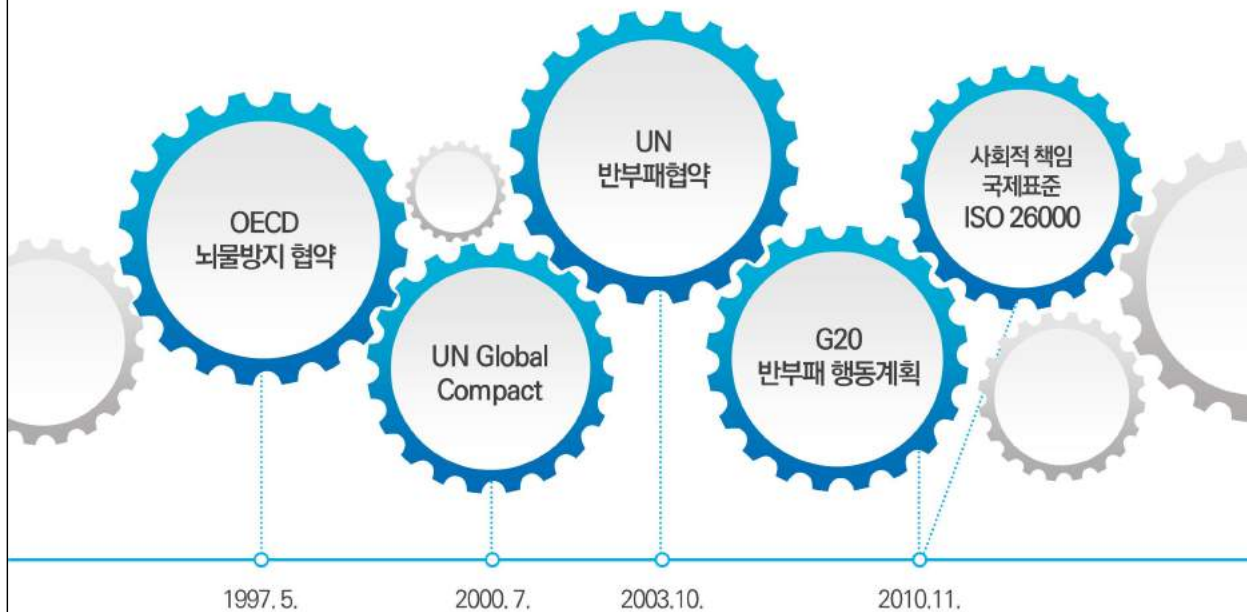 OECD
뇌물방지 협약
UN Global
Compact
UN
반부패협약
G20
반부패 행동계획
사회적 책임
국제표준
ISO 26000
1997. 5.
2000. 7.
2003.10.
2010.11.